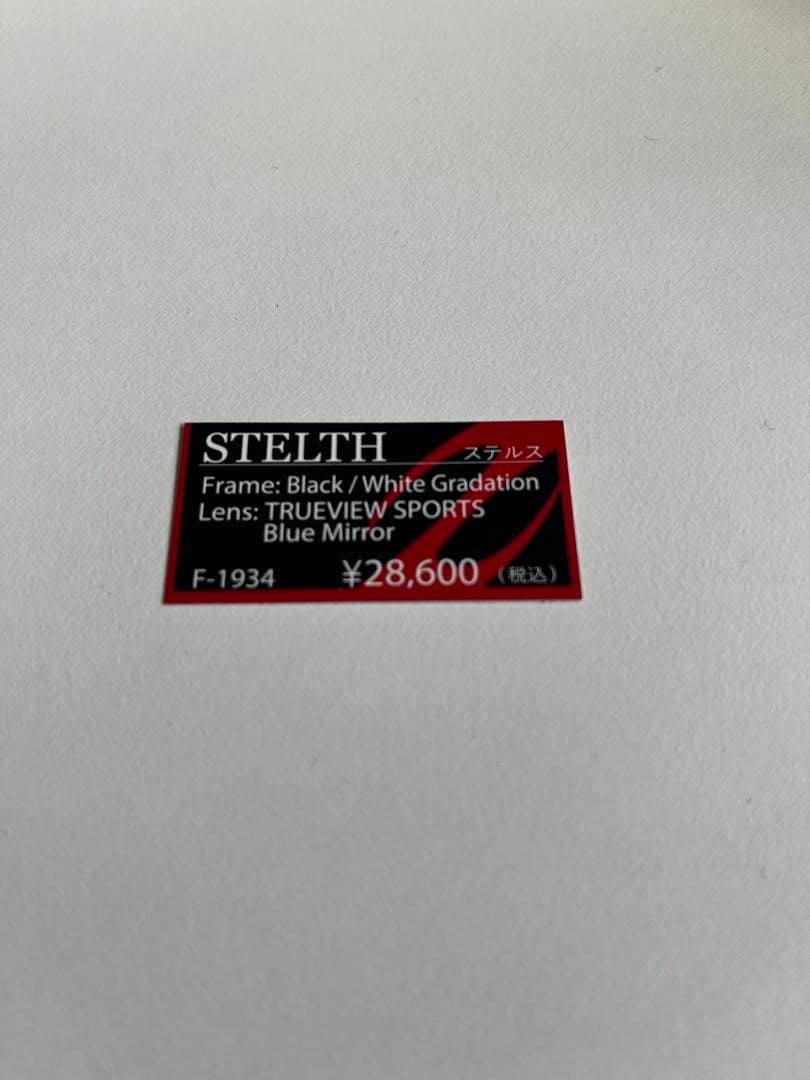 STELTH ステルス
Frame: Black / White Gradation
Lens: TRUEVIEW SPORTS
Blue Mirror
F-1934 ¥28,600 (税込)